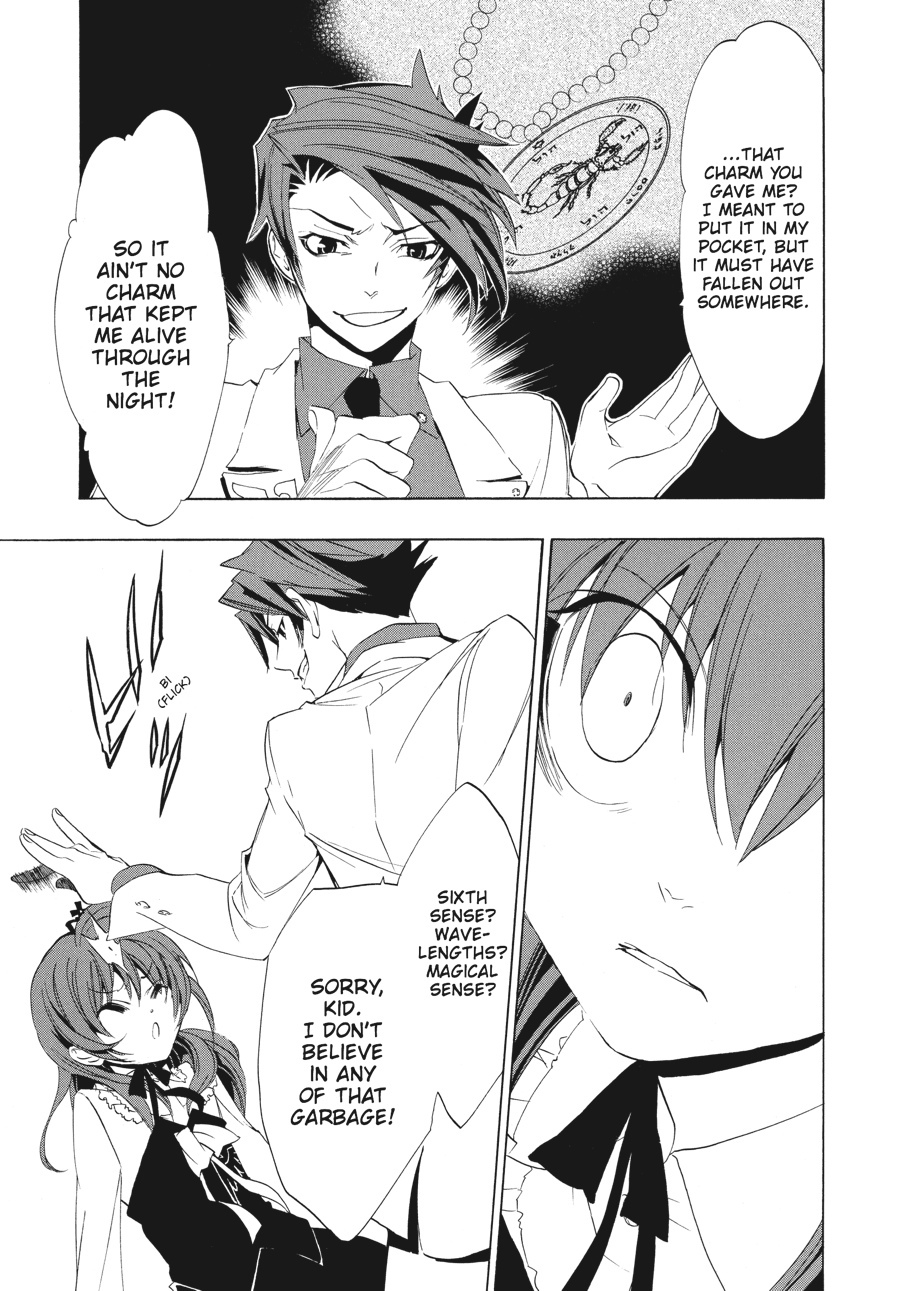 ...THAT
CHARM YOU
GAVE ME?
I MEANT TO
PUT IT IN MY
POCKET, BUT
IT MUST HAVE
FALLEN OUT
SOMEWHERE.
SO IT
AIN'T NO
CHARM
THAT KEPT
ME ALIVE
THROUGH
THE
NIGHT!
BI
(FLICK)
SIXTH
SENSE?
WAVE-
LENGTHS?
MAGICAL
SENSE?
SORRY,
KID.
I DON'T
BELIEVE
IN ANY
OF THAT
GARBAGE!